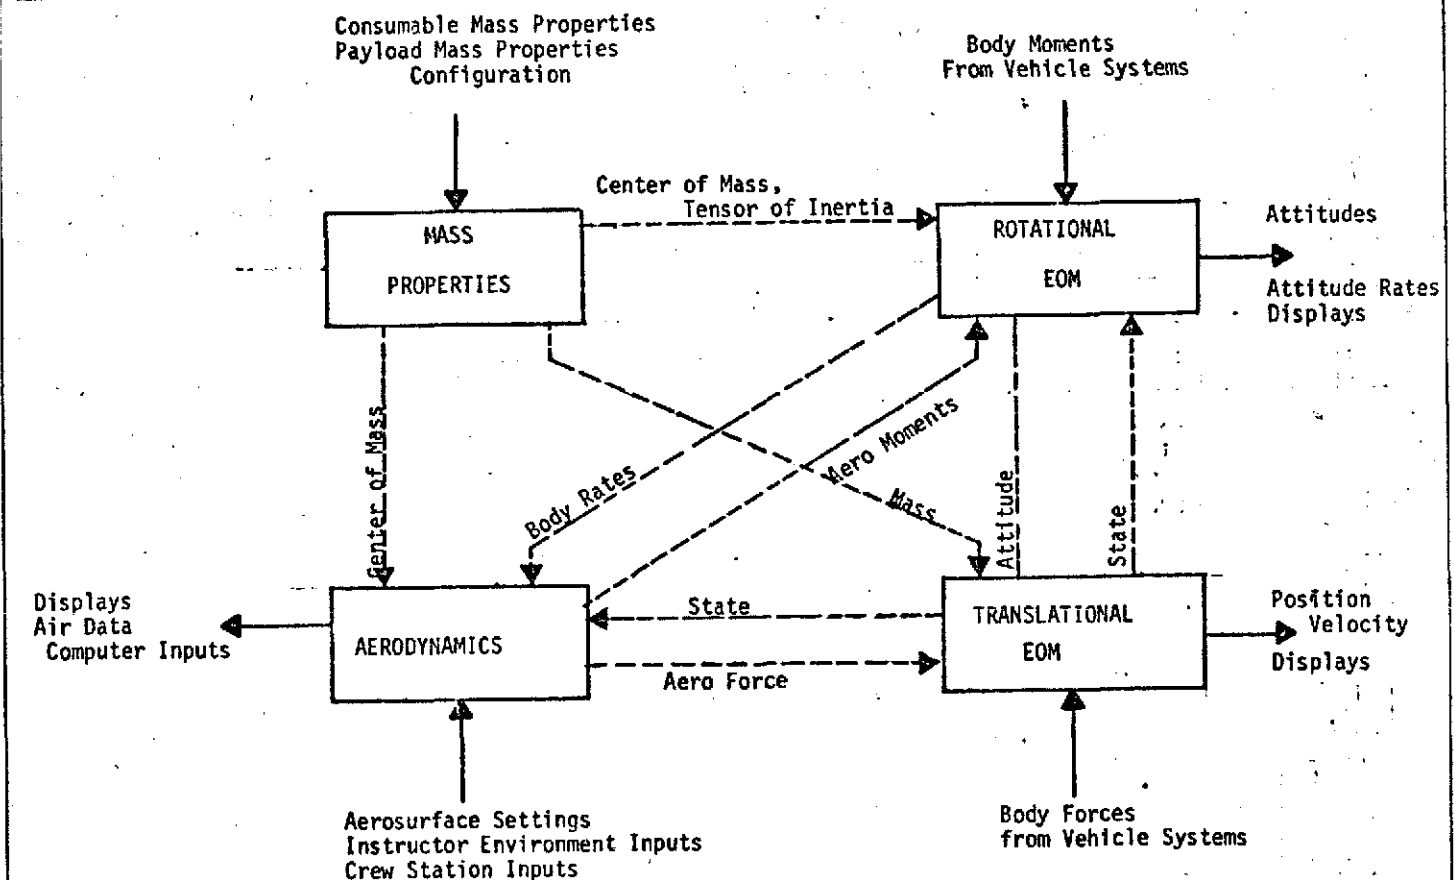 Consumable Mass Properties
Payload Mass Properties
Configuration
Body Moments
From Vehicle Systems
Center of Mass,
Tensor of Inertia
MASS
PROPERTIES
ROTATIONAL
EOM
Attitudes
Attitude Rates
Displays
Center of Mass
Body Rates
Aero Moments
Mass
Attitude
State
Displays
Air Data
Computer Inputs
AERODYNAMICS
State
Aero Force
TRANSLATIONAL
EOM
Position
Velocity
Displays
Aerosurface Settings
Instructor Environment Inputs
Crew Station Inputs
Body Forces
from Vehicle Systems